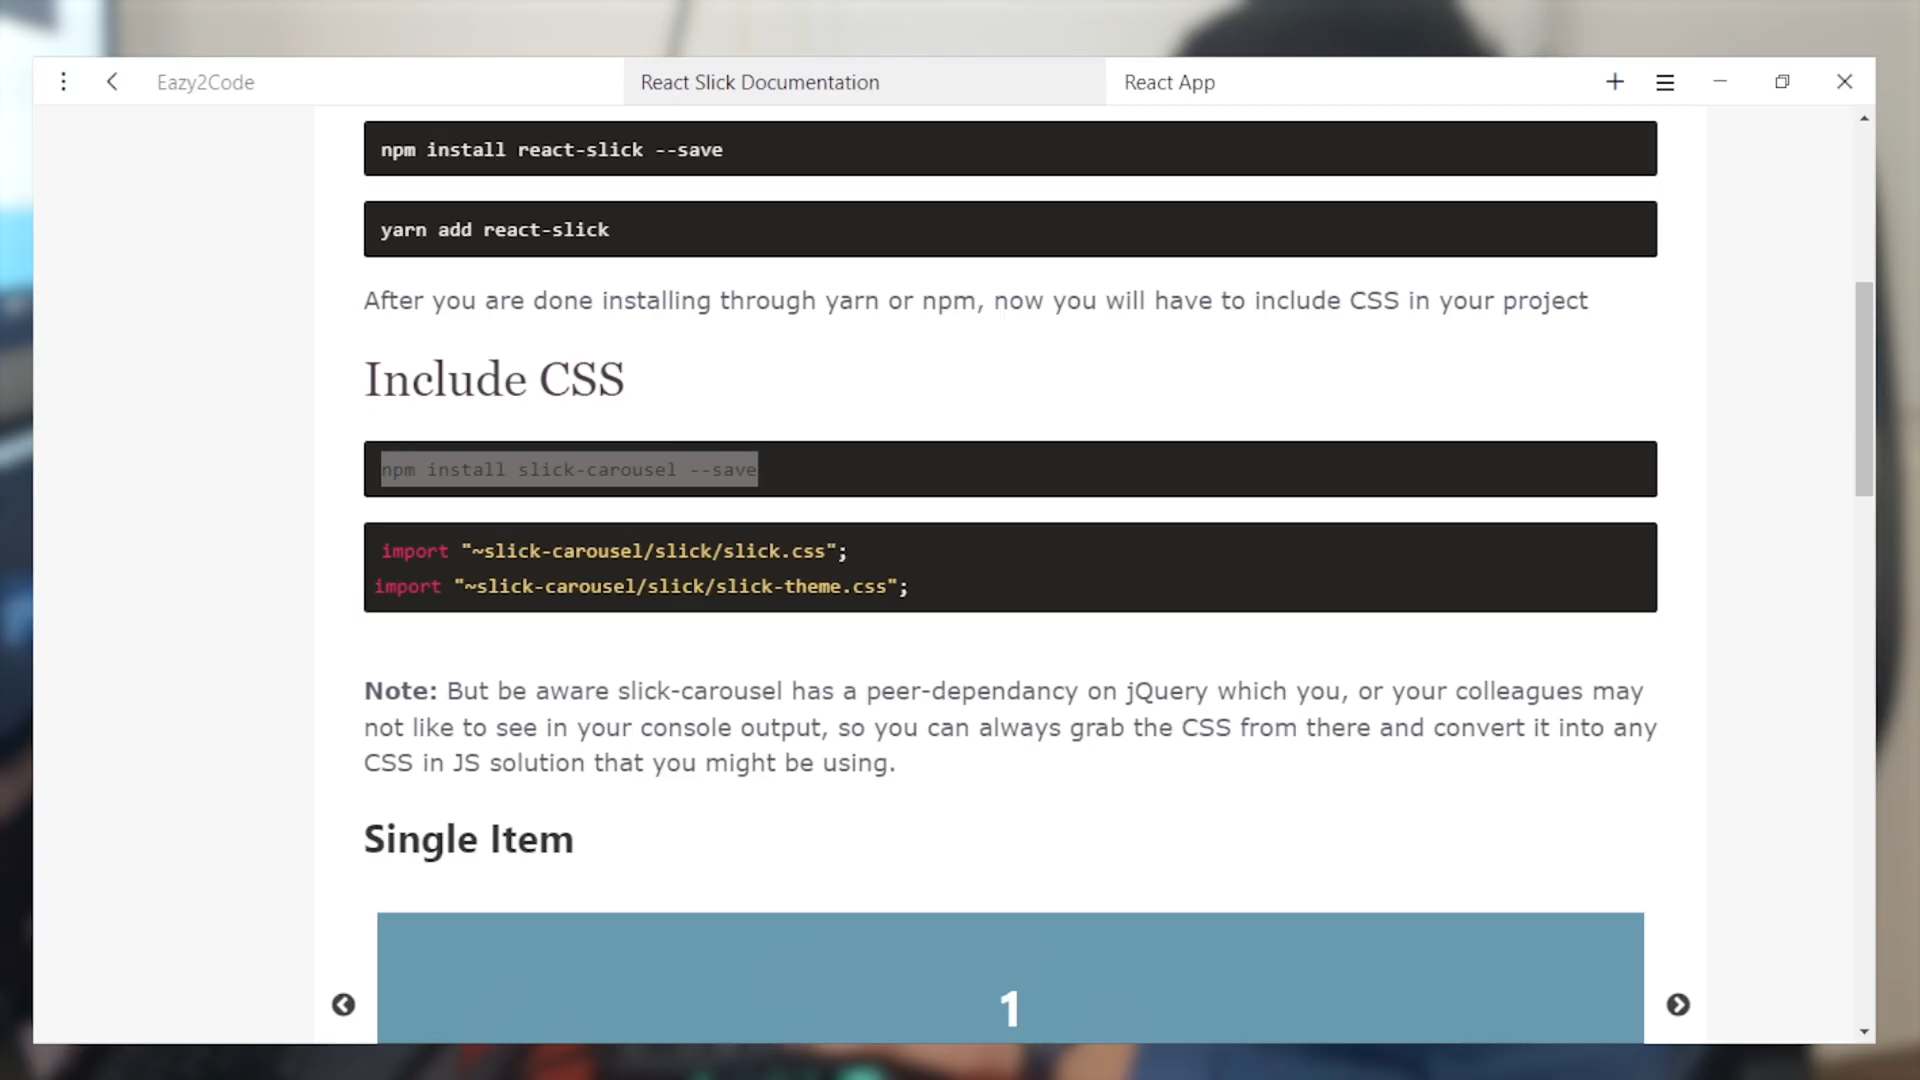 Eazy2Code
React Slick Documentation
React App
npm install react-slick --save
yarn add react-slick
After you are done installing through yarn or npm, now you will have to include CSS in your project
Include CSS
npm install slick-carousel --save
import "~slick-carousel/slick/slick.css";
import "~slick-carousel/slick/slick-theme.css";
Note: But be aware slick-carousel has a peer-dependancy on jQuery which you, or your colleagues may
not like to see in your console output, so you can always grab the CSS from there and convert it into any
CSS in JS solution that you might be using.
Single Item
1